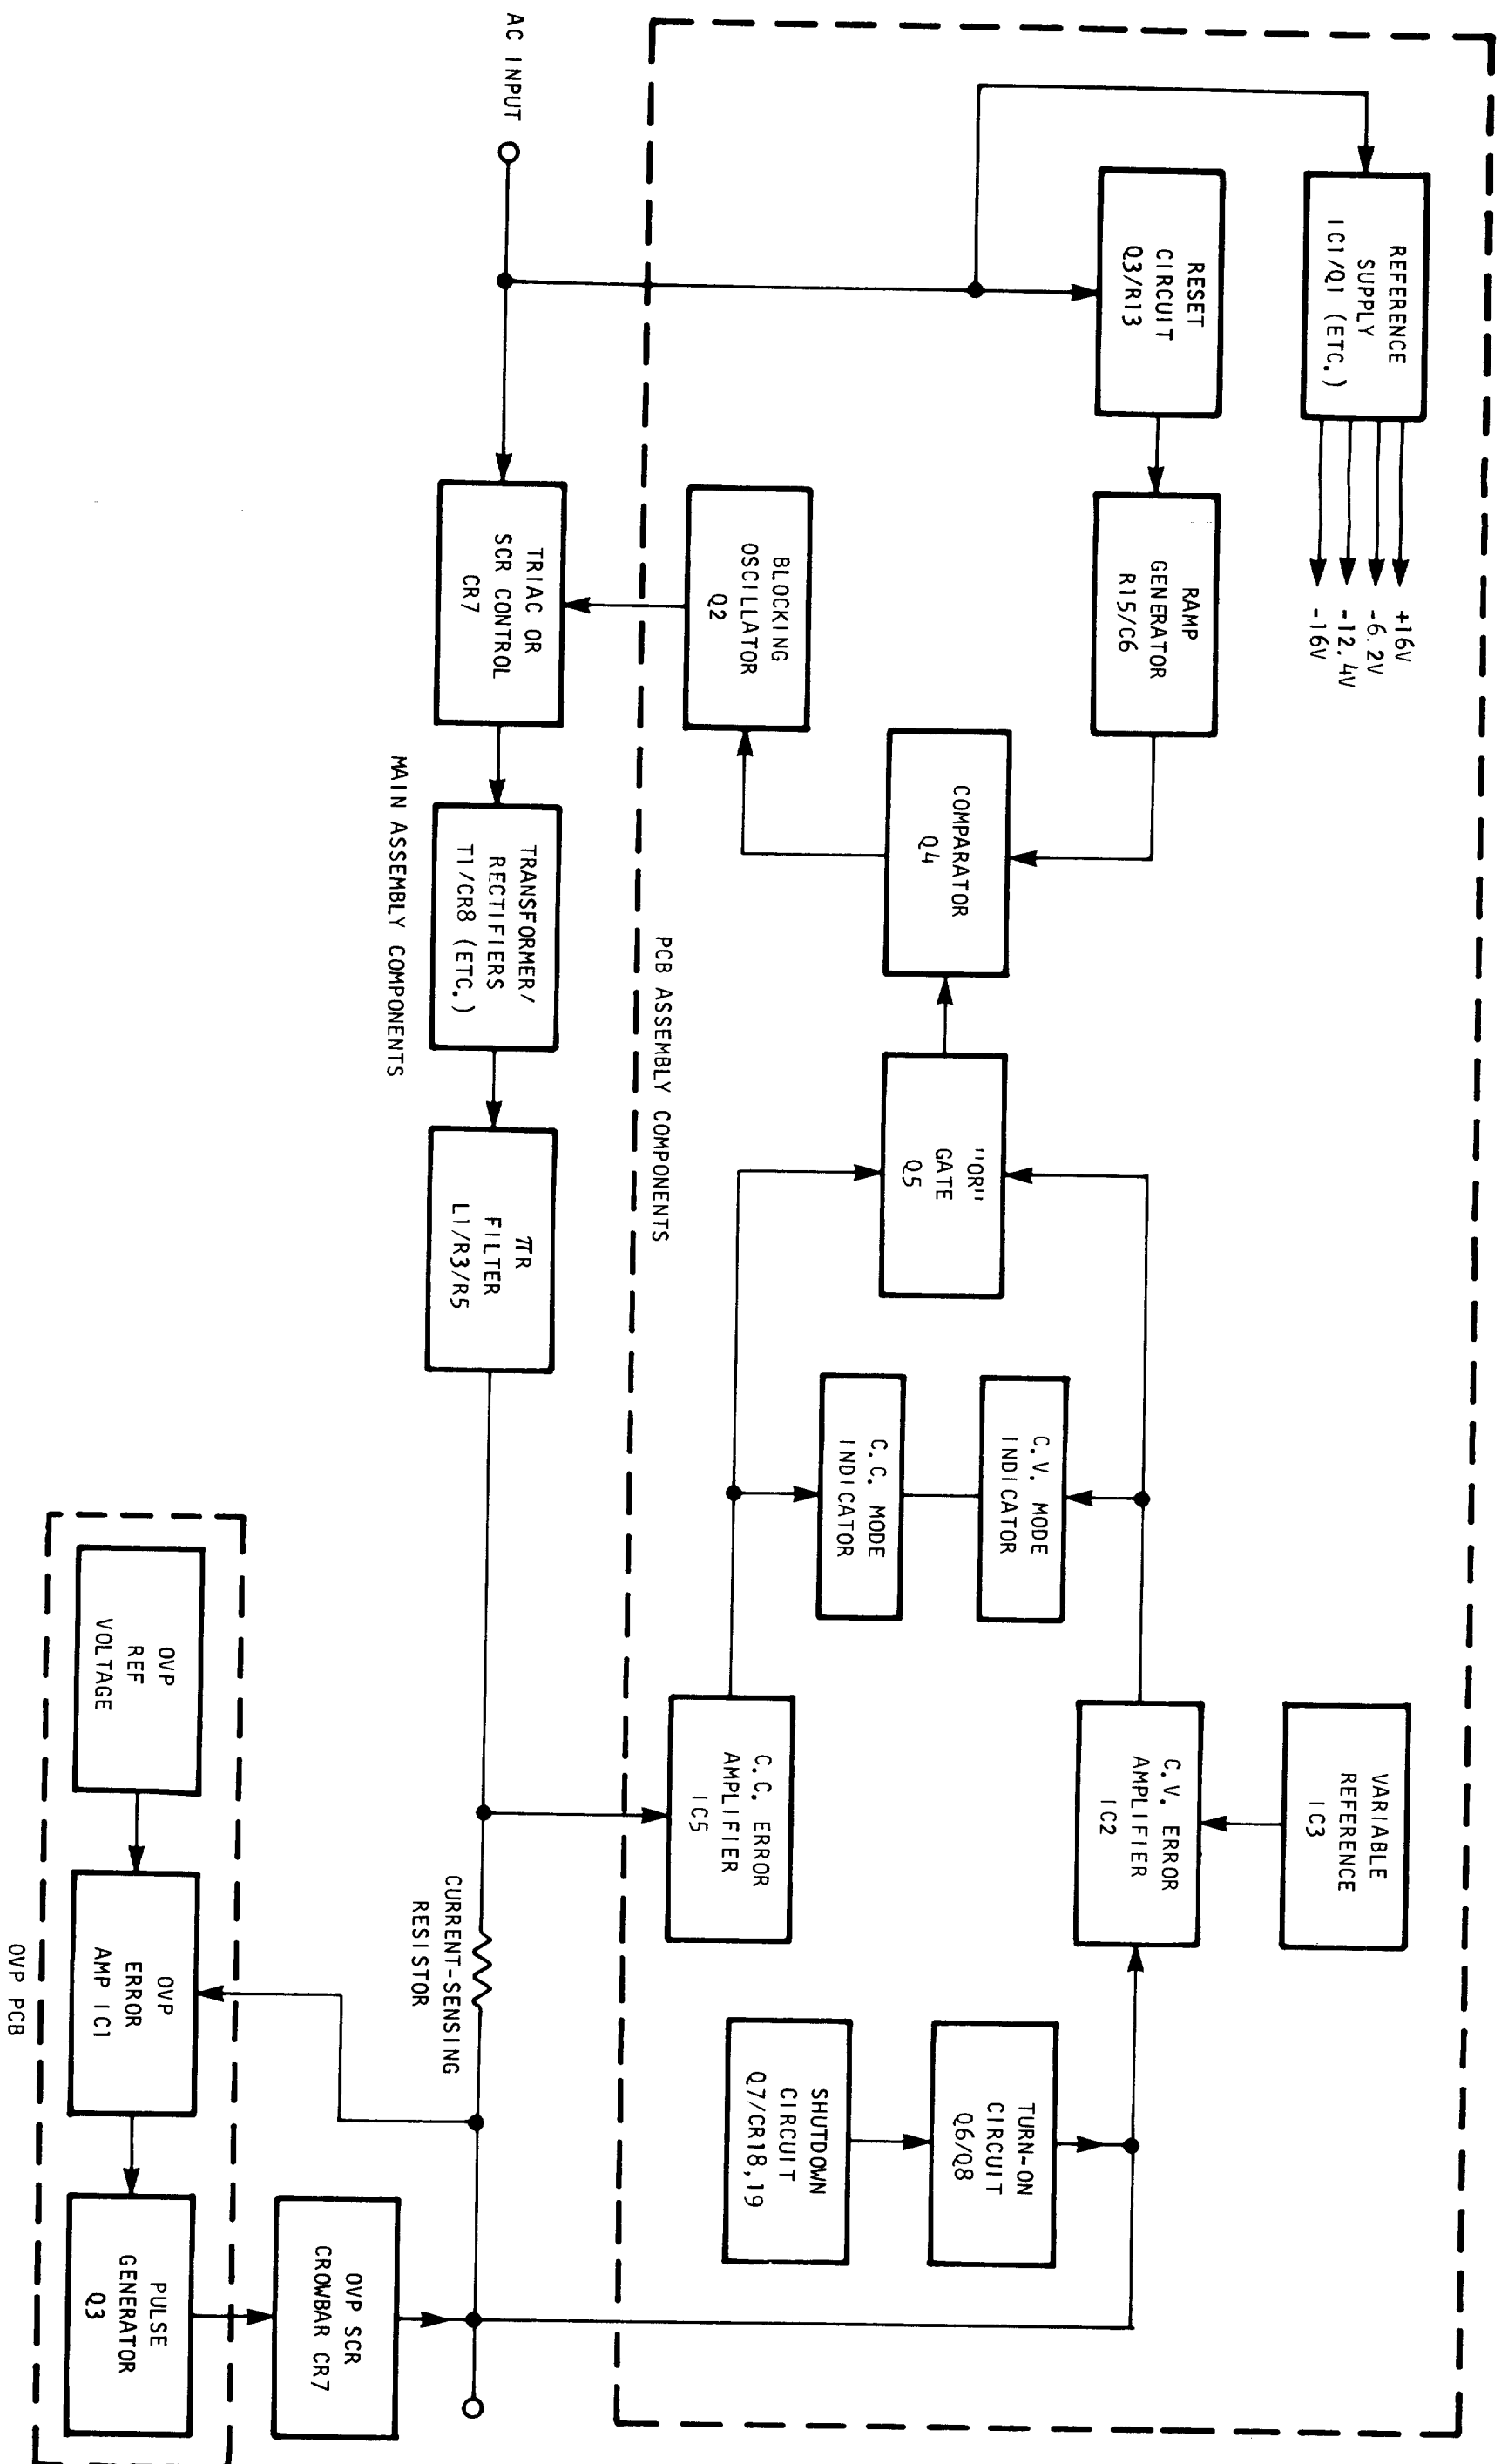 REFERENCE
SUPPLY
IC1/Q1 (ETC.)
+16V
-6.2V
-12.4V
-16V
RESET
CIRCUIT
Q3/R13
RAMP
GENERATOR
R15/C6
VARIABLE
REFERENCE
IC3
C.V. ERROR
AMPLIFIER
IC2
COMPARATOR
Q4
"OR"
GATE
Q5
C.V. MODE
INDICATOR
C.C. MODE
INDICATOR
TURN-ON
CIRCUIT
Q6/Q8
SHUTDOWN
CIRCUIT
Q7/CR18,19
BLOCKING
OSCILLATOR
Q2
C.C. ERROR
AMPLIFIER
IC5
PCB ASSEMBLY COMPONENTS
AC INPUT
TRIAC OR
SCR CONTROL
CR7
TRANSFORMER/
RECTIFIERS
T1/CR8 (ETC.)
πR
FILTER
L1/R3/R5
CURRENT-SENSING
RESISTOR
MAIN ASSEMBLY COMPONENTS
OVP SCR
CROWBAR CR7
OVP
REF
VOLTAGE
OVP
ERROR
AMP IC1
PULSE
GENERATOR
Q3
OVP PCB